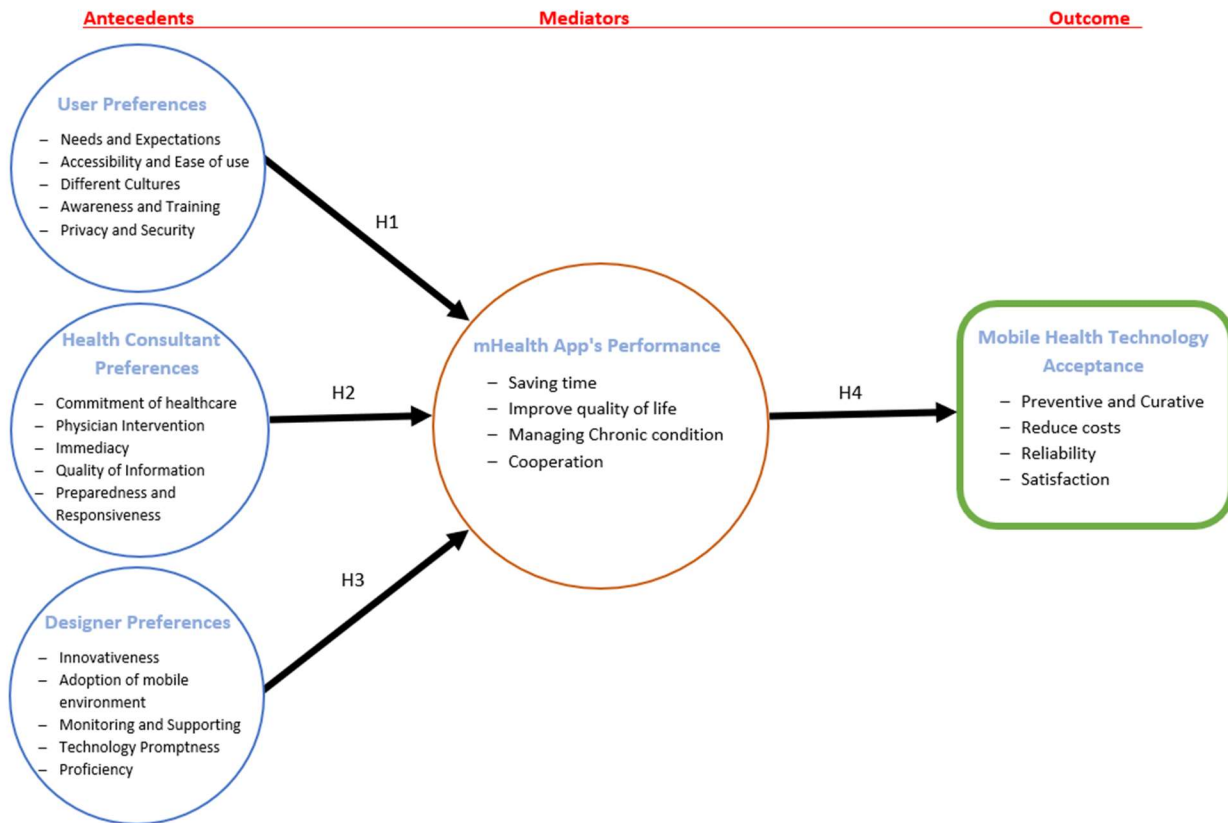 Antecedents
Mediators
Outcome
User Preferences
– Needs and Expectations
– Accessibility and Ease of use
– Different Cultures
– Awareness and Training
– Privacy and Security
H1
Health Consultant
Preferences
– Commitment of healthcare
– Physician Intervention
– Immediacy
– Quality of Information
– Preparedness and
Responsiveness
H2
Designer Preferences
– Innovativeness
– Adoption of mobile
environment
– Monitoring and Supporting
– Technology Promptness
– Proficiency
H3
mHealth App's Performance
– Saving time
– Improve quality of life
– Managing Chronic condition
– Cooperation
H4
Mobile Health Technology
Acceptance
– Preventive and Curative
– Reduce costs
– Reliability
– Satisfaction